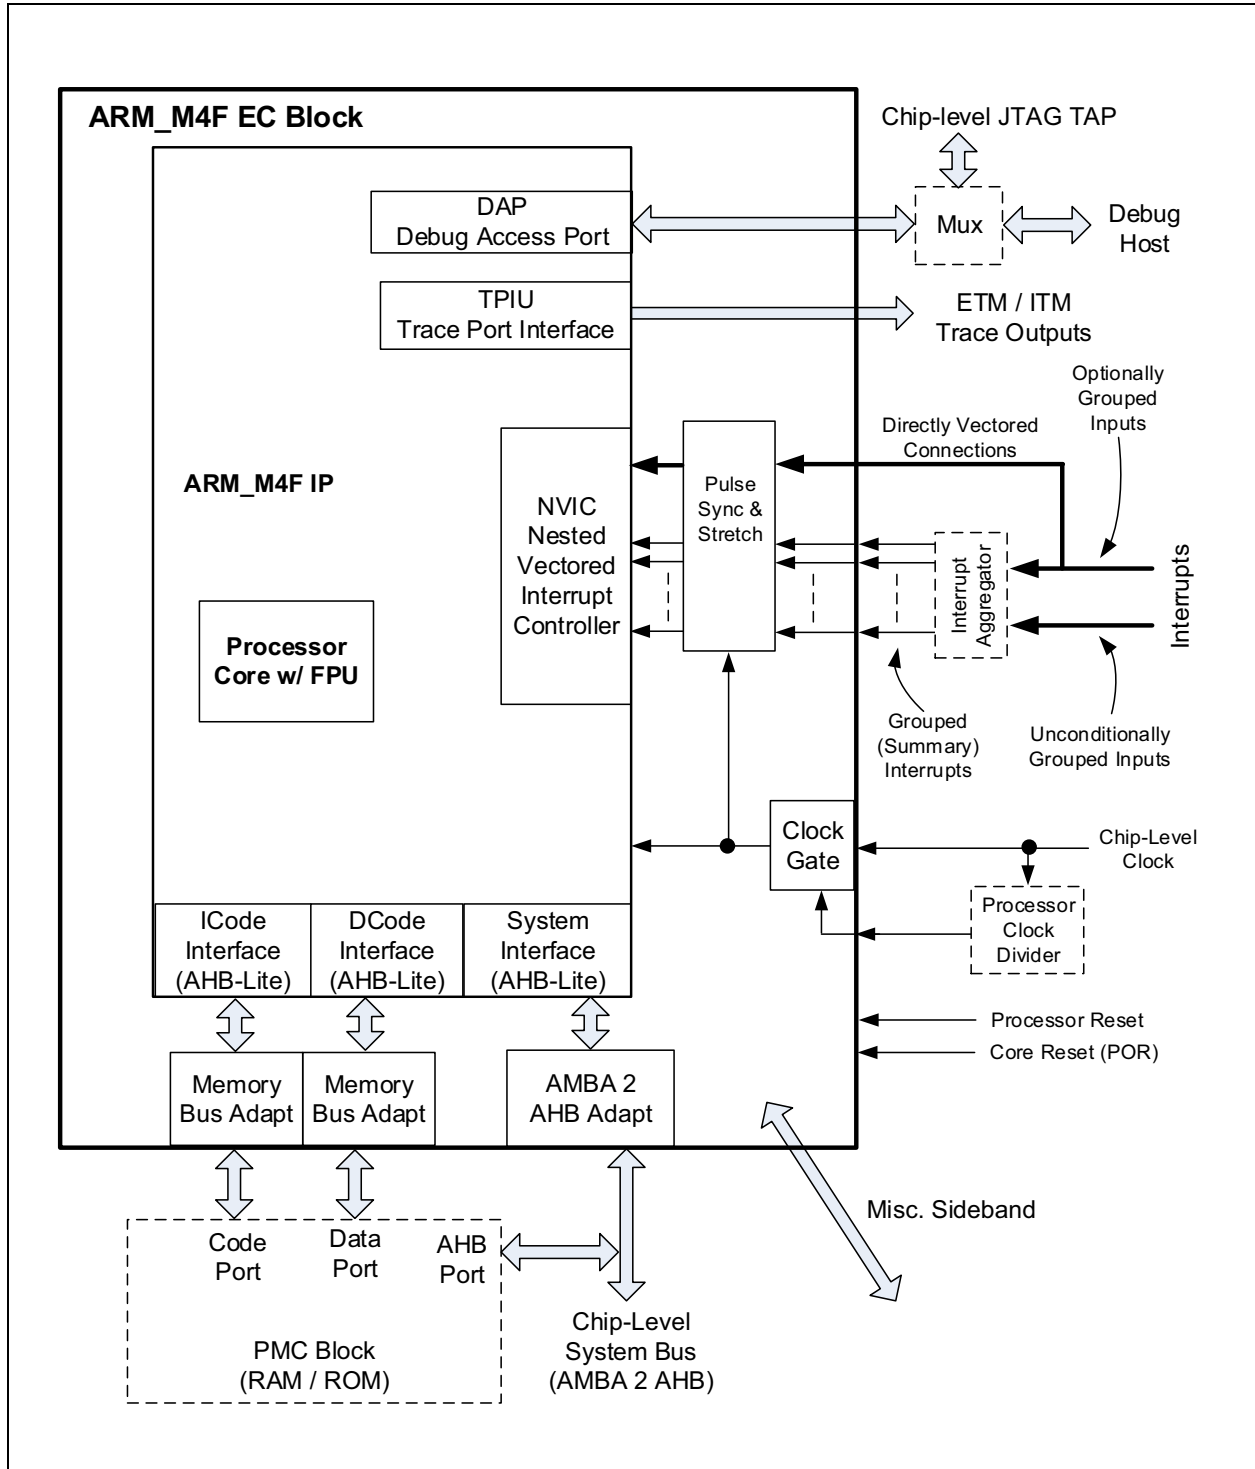 ARM_M4F EC Block
Chip-level JTAG TAP
DAP
Debug Access Port
Mux
Debug
Host
TPIU
Trace Port Interface
ETM / ITM
Trace Outputs
Optionally
Grouped
Inputs
Directly Vectored
Connections
ARM_M4F IP
NVIC
Nested
Vectored
Interrupt
Controller
Pulse
Sync &
Stretch
Interrupt
Aggregator
Interrupts
Processor
Core w/ FPU
Grouped
(Summary)
Interrupts
Unconditionally
Grouped Inputs
Clock
Gate
Chip-Level
Clock
Processor
Clock
Divider
ICode
Interface
(AHB-Lite)
DCode
Interface
(AHB-Lite)
System
Interface
(AHB-Lite)
Processor Reset
Core Reset (POR)
Memory
Bus Adapt
Memory
Bus Adapt
AMBA 2
AHB Adapt
Misc. Sideband
Code
Port
Data
Port
AHB
Port
PMC Block
(RAM / ROM)
Chip-Level
System Bus
(AMBA 2 AHB)